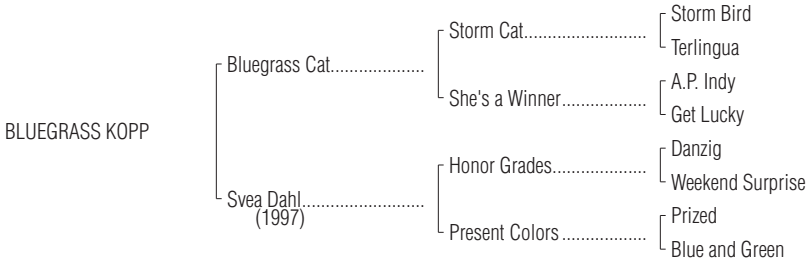 Storm Bird
Storm Cat........................
Terlingua
Bluegrass Cat....................
A.P. Indy
She's a Winner.................
Get Lucky
BLUEGRASS KOPP
Danzig
Honor Grades...................
Weekend Surprise
Svea Dahl.........................
(1997)
Prized
Present Colors.................
Blue and Green